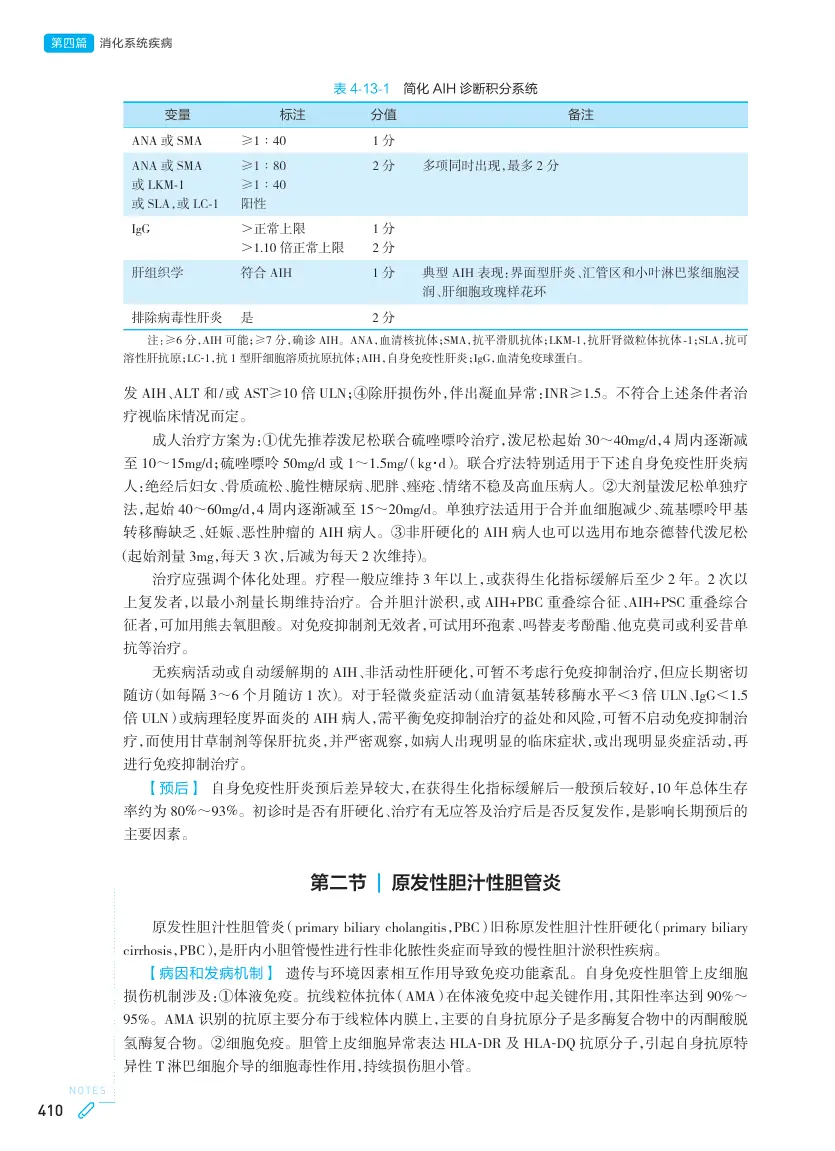 第四篇 消化系统疾病
表 4-13-1 简化 AIH 诊断积分系统
变量 标注 分值 备注
ANA 或 SMA ≥1∶40 1 分
ANA 或 SMA ≥1∶80 2 分 多项同时出现,最多 2 分
或 LKM-1 ≥1∶40
或 SLA,或 LC-1 阳性
IgG >正常上限 1 分
>1.10 倍正常上限 2 分
肝组织学 符合 AIH 1 分 典型 AIH 表现:界面型肝炎、汇管区和小叶淋巴浆细胞浸
润、肝细胞玫瑰样花环
排除病毒性肝炎 是 2 分
注:≥6 分,AIH 可能;≥7 分,确诊 AIH。ANA,血清核抗体;SMA,抗平滑肌抗体;LKM-1,抗肝肾微粒体抗体-1;SLA,抗可
溶性肝抗原;LC-1,抗 1 型肝细胞溶质抗原抗体;AIH,自身免疫性肝炎;IgG,血清免疫球蛋白。
发 AIH、ALT 和/或 AST≥10 倍 ULN;④除肝损伤外,伴出凝血异常:INR≥1.5。不符合上述条件者治
疗视临床情况而定。
成人治疗方案为:①优先推荐泼尼松联合硫唑嘌呤治疗,泼尼松起始 30～40mg/d,4 周内逐渐减
至 10～15mg/d;硫唑嘌呤 50mg/d 或 1～1.5mg/(kg·d)。联合疗法特别适用于下述自身免疫性肝炎病
人:绝经后妇女、骨质疏松、脆性糖尿病、肥胖、痤疮、情绪不稳及高血压病人。②大剂量泼尼松单独疗
法,起始 40～60mg/d,4 周内逐渐减至 15～20mg/d。单独疗法适用于合并血细胞减少、巯基嘌呤甲基
转移酶缺乏、妊娠、恶性肿瘤的 AIH 病人。③非肝硬化的 AIH 病人也可以选用布地奈德替代泼尼松
(起始剂量 3mg,每天 3 次,后减为每天 2 次维持)。
治疗应强调个体化处理。疗程一般应维持 3 年以上,或获得生化指标缓解后至少 2 年。2 次以
上复发者,以最小剂量长期维持治疗。合并胆汁淤积,或 AIH+PBC 重叠综合征、AIH+PSC 重叠综合
征者,可加用熊去氧胆酸。对免疫抑制剂无效者,可试用环孢素、吗替麦考酚酯、他克莫司或利妥昔单
抗等治疗。
无疾病活动或自动缓解期的 AIH、非活动性肝硬化,可暂不考虑行免疫抑制治疗,但应长期密切
随访(如每隔 3～6 个月随访 1 次)。对于轻微炎症活动(血清氨基转移酶水平<3 倍 ULN、IgG<1.5
倍 ULN)或病理轻度界面炎的 AIH 病人,需平衡免疫抑制治疗的益处和风险,可暂不启动免疫抑制治
疗,而使用甘草制剂等保肝抗炎,并严密观察,如病人出现明显的临床症状,或出现明显炎症活动,再
进行免疫抑制治疗。
【预后】 自身免疫性肝炎预后差异较大,在获得生化指标缓解后一般预后较好,10 年总体生存
率约为 80%～93%。初诊时是否有肝硬化、治疗有无应答及治疗后是否反复发作,是影响长期预后的
主要因素。
第二节 | 原发性胆汁性胆管炎
原发性胆汁性胆管炎(primary biliary cholangitis,PBC)旧称原发性胆汁性肝硬化(primary biliary
cirrhosis,PBC),是肝内小胆管慢性进行性非化脓性炎症而导致的慢性胆汁淤积性疾病。
【病因和发病机制】 遗传与环境因素相互作用导致免疫功能紊乱。自身免疫性胆管上皮细胞
损伤机制涉及:①体液免疫。抗线粒体抗体(AMA)在体液免疫中起关键作用,其阳性率达到 90%～
95%。AMA 识别的抗原主要分布于线粒体内膜上,主要的自身抗原分子是多酶复合物中的丙酮酸脱
氢酶复合物。②细胞免疫。胆管上皮细胞异常表达 HLA-DR 及 HLA-DQ 抗原分子,引起自身抗原特
异性 T 淋巴细胞介导的细胞毒性作用,持续损伤胆小管。
NOTES
410